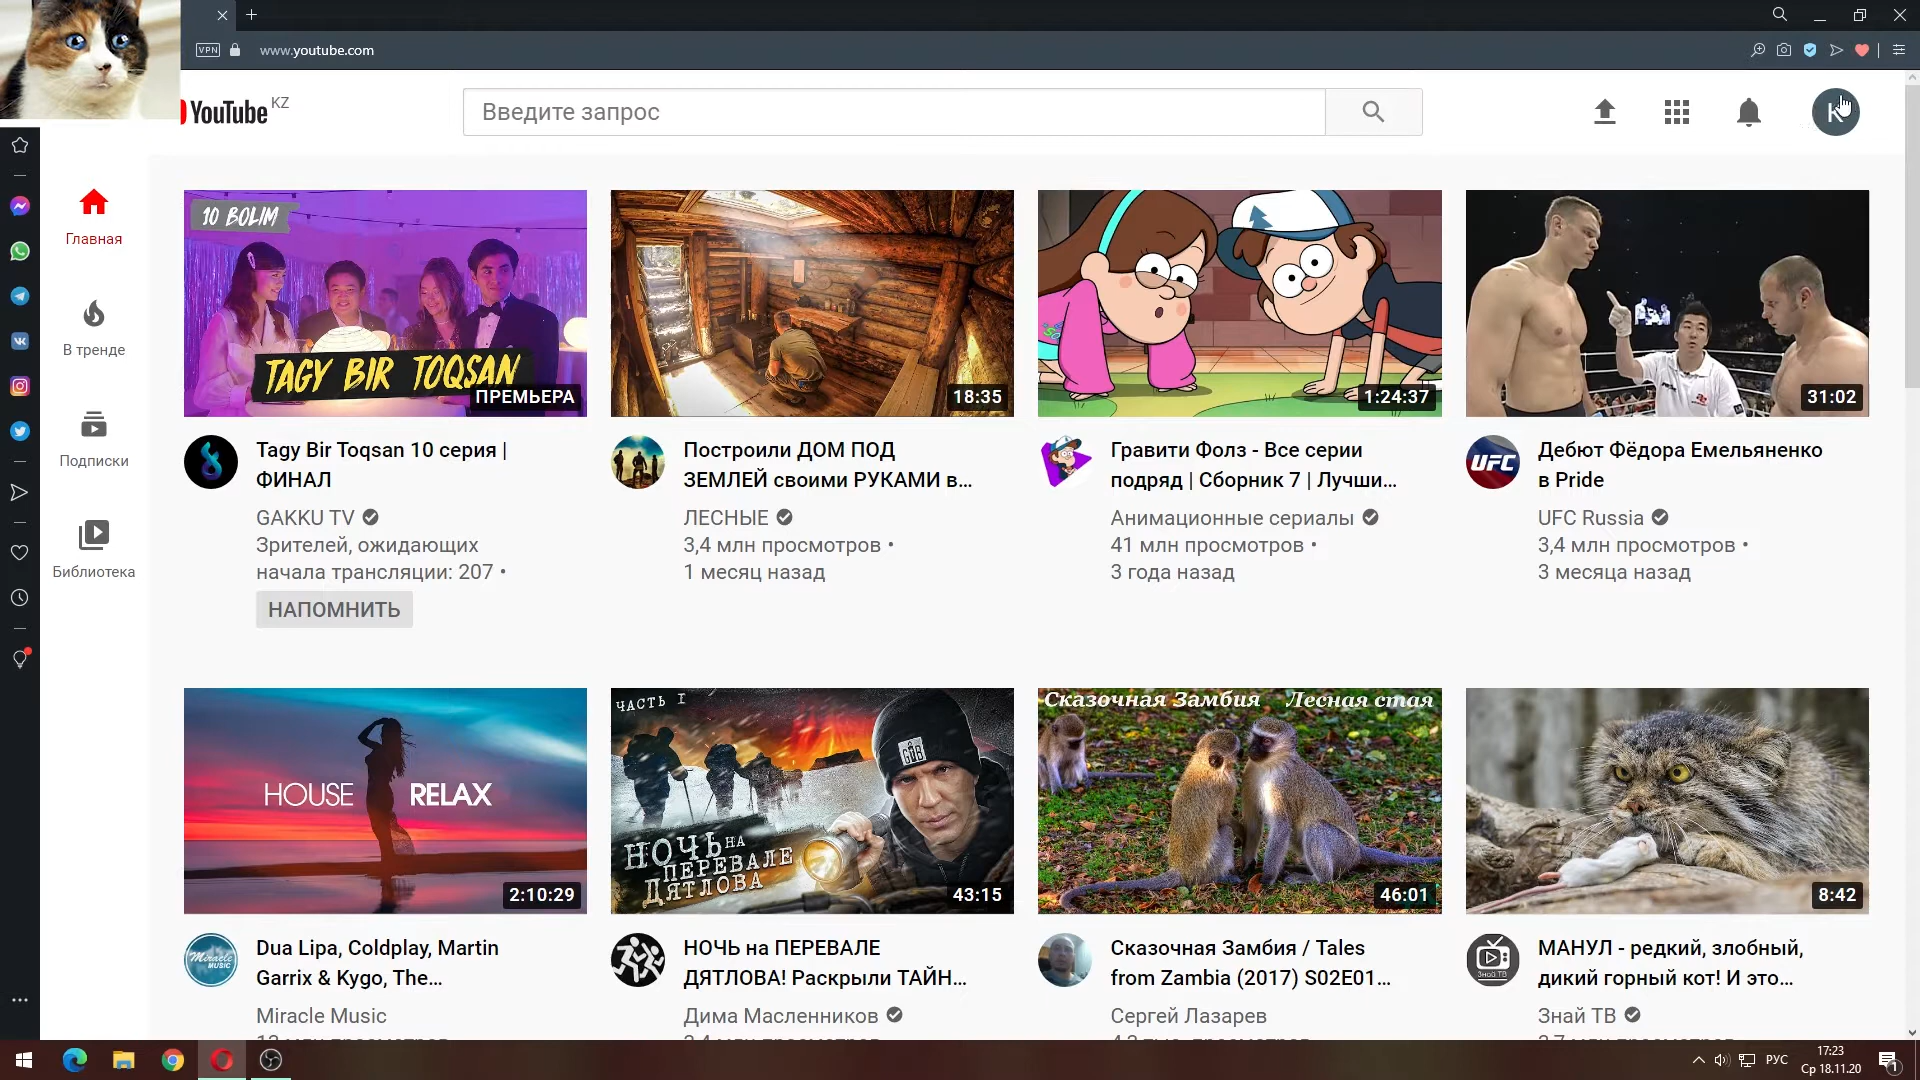 VPN
www.youtube.com
YouTube KZ
Введите запрос
K
Главная
В тренде
Подписки
Библиотека
10 BOLIM
TAGY BIR TOQSAN
ПРЕМЬЕРА
18:35
1:24:37
31:02
Tagy Bir Toqsan 10 серия |
ФИНАЛ
GAKKU TV
Зрителей, ожидающих
начала трансляции: 207 •
НАПОМНИТЬ
Построили ДОМ ПОД
ЗЕМЛЕЙ своими РУКАМИ в...
ЛЕСНЫЕ
3,4 млн просмотров •
1 месяц назад
Гравити Фолз - Все серии
подряд | Сборник 7 | Лучши...
Анимационные сериалы
41 млн просмотров •
3 года назад
UFC
Дебют Фёдора Емельяненко
в Pride
UFC Russia
3,4 млн просмотров •
3 месяца назад
HOUSE RELAX
2:10:29
ЧАСТЬ I
НОЧЬ НА
ПЕРЕВАЛЕ
ДЯТЛОВА
43:15
Сказочная Замбия Лесная стая
46:01
8:42
Miracle
MUSIC
Dua Lipa, Coldplay, Martin
Garrix & Kygo, The...
Miracle Music
НОЧЬ на ПЕРЕВАЛЕ
ДЯТЛОВА! Раскрыли ТАЙН...
Дима Масленников
Сказочная Замбия / Tales
from Zambia (2017) S02E01...
Сергей Лазарев
Знай ТВ
МАНУЛ - редкий, злобный,
дикий горный кот! И это...
Знай ТВ
РУС
17:23
Ср 18.11.20
1